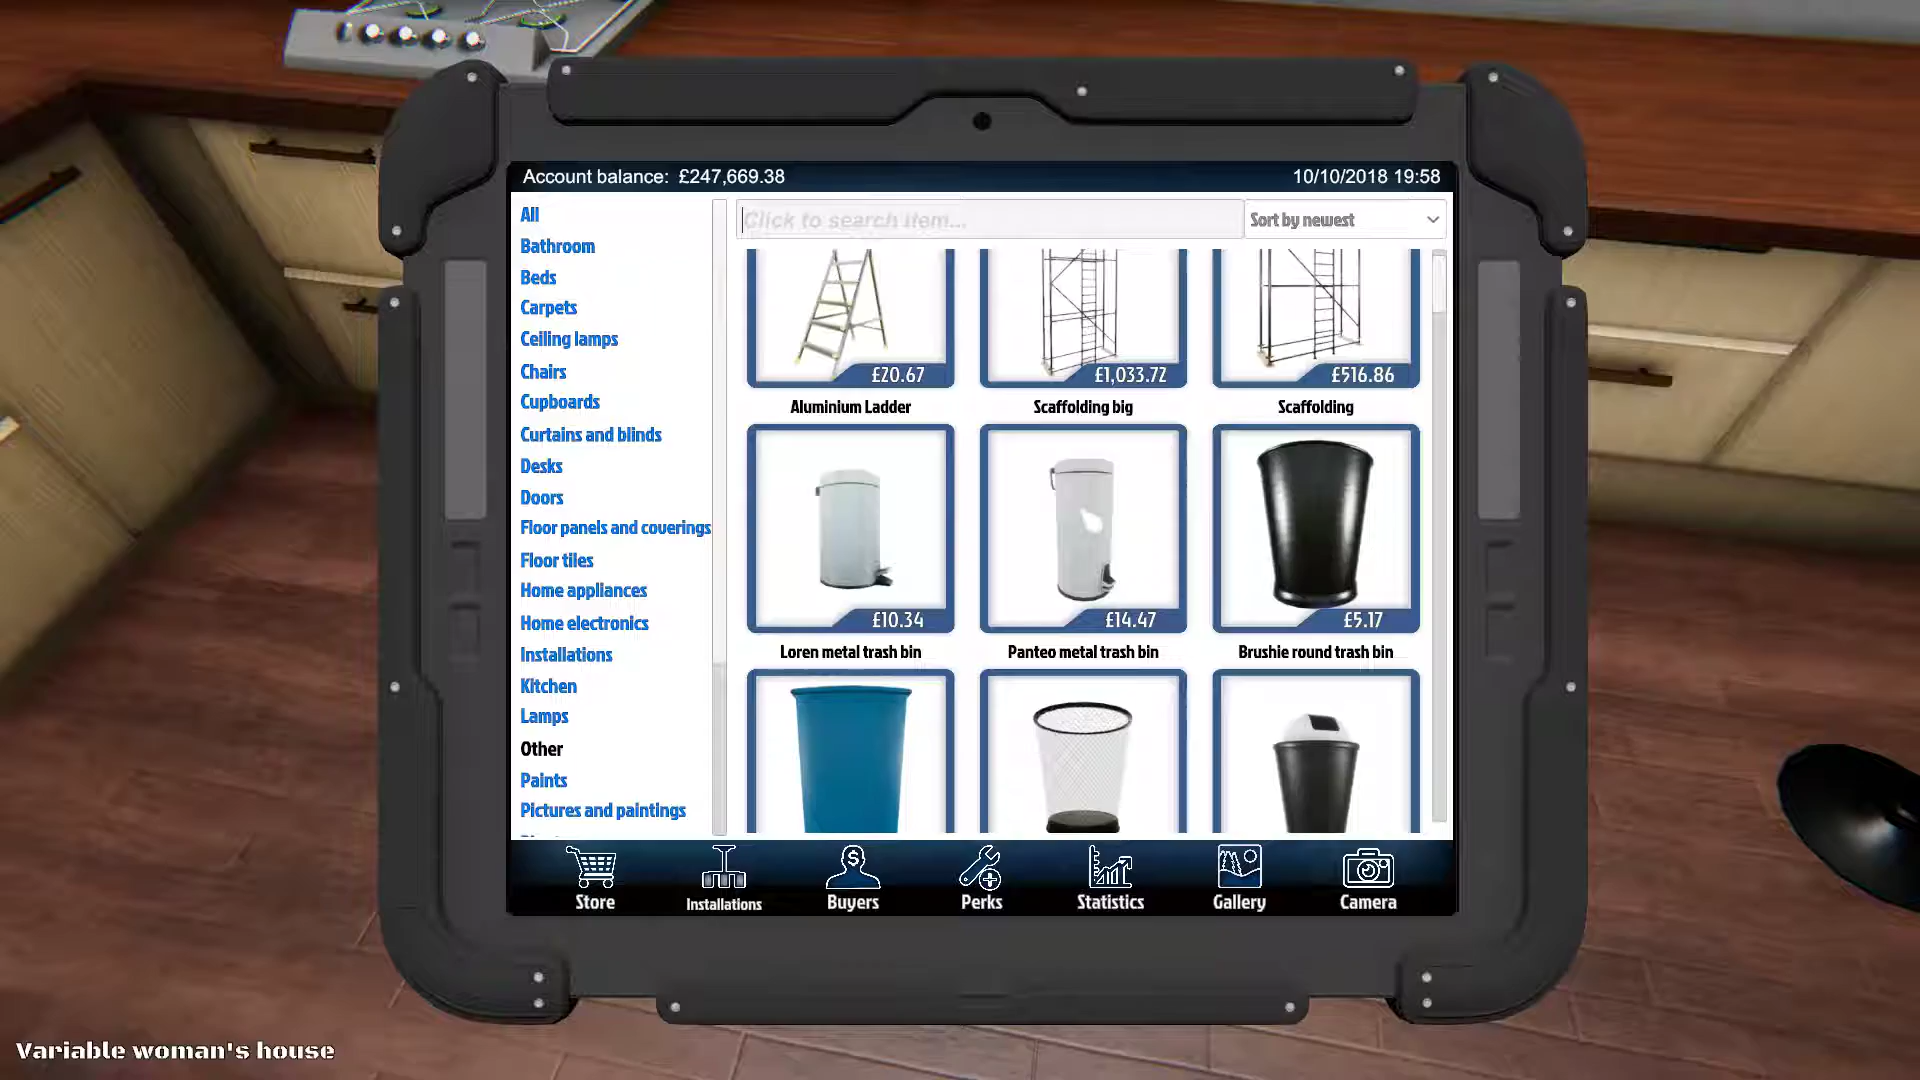 Account balance: £247,669.38
10/10/2018 19:58
All
Bathroom
Beds
Carpets
Ceiling lamps
Chairs
Cupboards
Curtains and blinds
Desks
Doors
Floor panels and coverings
Floor tiles
Home appliances
Home electronics
Installations
Kitchen
Lamps
Other
Paints
Pictures and paintings
Click to search item...
Sort by newest
£20.67
£1,033.72
£516.86
Aluminium Ladder
Scaffolding big
Scaffolding
£10.34
£14.47
£5.17
Loren metal trash bin
Panteo metal trash bin
Brushie round trash bin
Store
Installations
Buyers
Perks
Statistics
Gallery
Camera
Variable woman's house